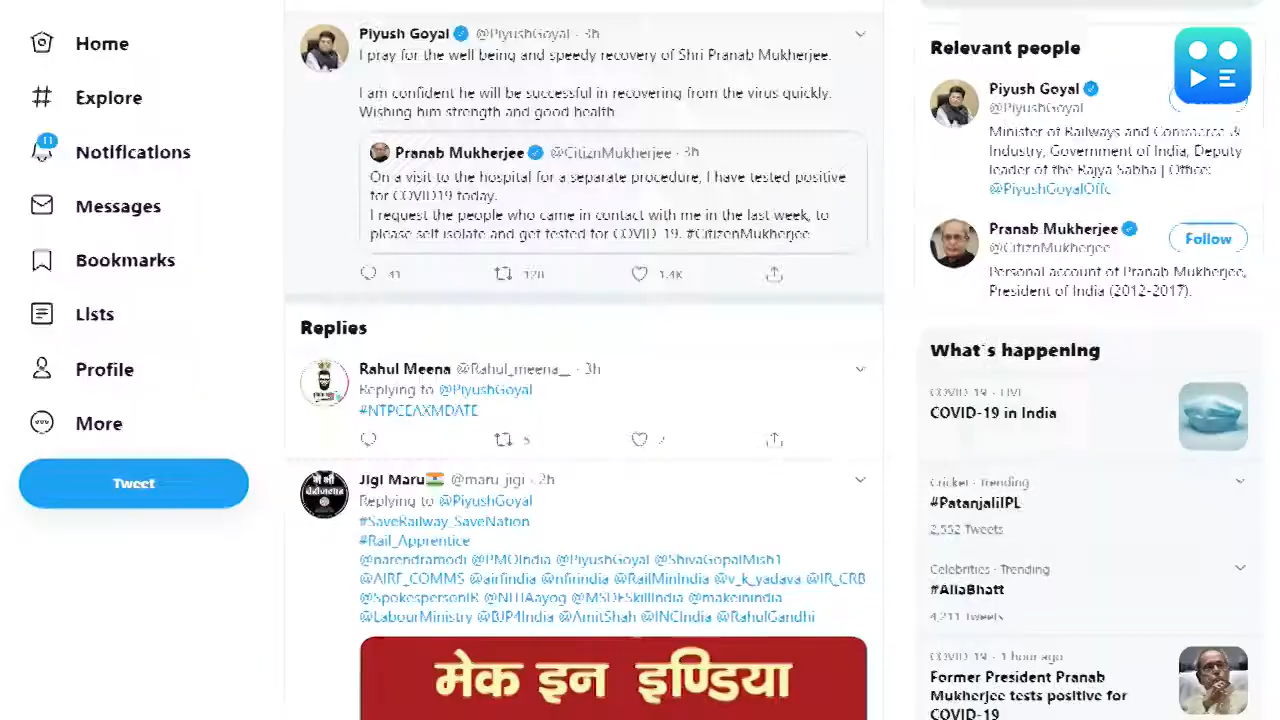 Home
Explore
11
Notifications
Messages
Bookmarks
Lists
Profile
More
Tweet
Piyush Goyal @PiyushGoyal · 3h
I pray for the well being and speedy recovery of Shri Pranab Mukherjee.
I am confident he will be successful in recovering from the virus quickly.
Wishing him strength and good health
Pranab Mukherjee @CitiznMukherjee · 3h
On a visit to the hospital for a separate procedure, I have tested positive
for COVID19 today.
I request the people who came in contact with me in the last week, to
please self isolate and get tested for COVID-19. #CitizenMukherjee
41 120 1.4K
Replies
Rahul Meena @Rahul_meena__ · 3h
Replying to @PiyushGoyal
#NTPCEAXMDATE
5 7
Jigi Maru @maru_jigi · 2h
Replying to @PiyushGoyal
#SaveRailway_SaveNation
#Rail_Apprentice
@narendramodi @PMOIndia @PiyushGoyal @ShivaGopalMish1
@AIRF_COMMS @airfindia @nfirindia @RailMinIndia @v_k_yadava @IR_CRB
@SpokespersonIR @NITIAayog @MSDESkillIndia @makeinindia
@LabourMinistry @BJP4India @AmitShah @INCIndia @RahulGandhi
मेक इन इण्डिया
Relevant people
Piyush Goyal
@PiyushGoyal
Minister of Railways and Commerce &
Industry, Government of India, Deputy
leader of the Rajya Sabha | Office:
@PiyushGoyalOffc
Pranab Mukherjee
@CitiznMukherjee
Follow
Personal account of Pranab Mukherjee,
President of India (2012-2017).
What's happening
COVID-19 · LIVE
COVID-19 in India
Cricket · Trending
#PatanjaliIPL
2,552 Tweets
Celebrities · Trending
#AliaBhatt
4,211 Tweets
COVID-19 · 1 hour ago
Former President Pranab
Mukherjee tests positive for
COVID-19